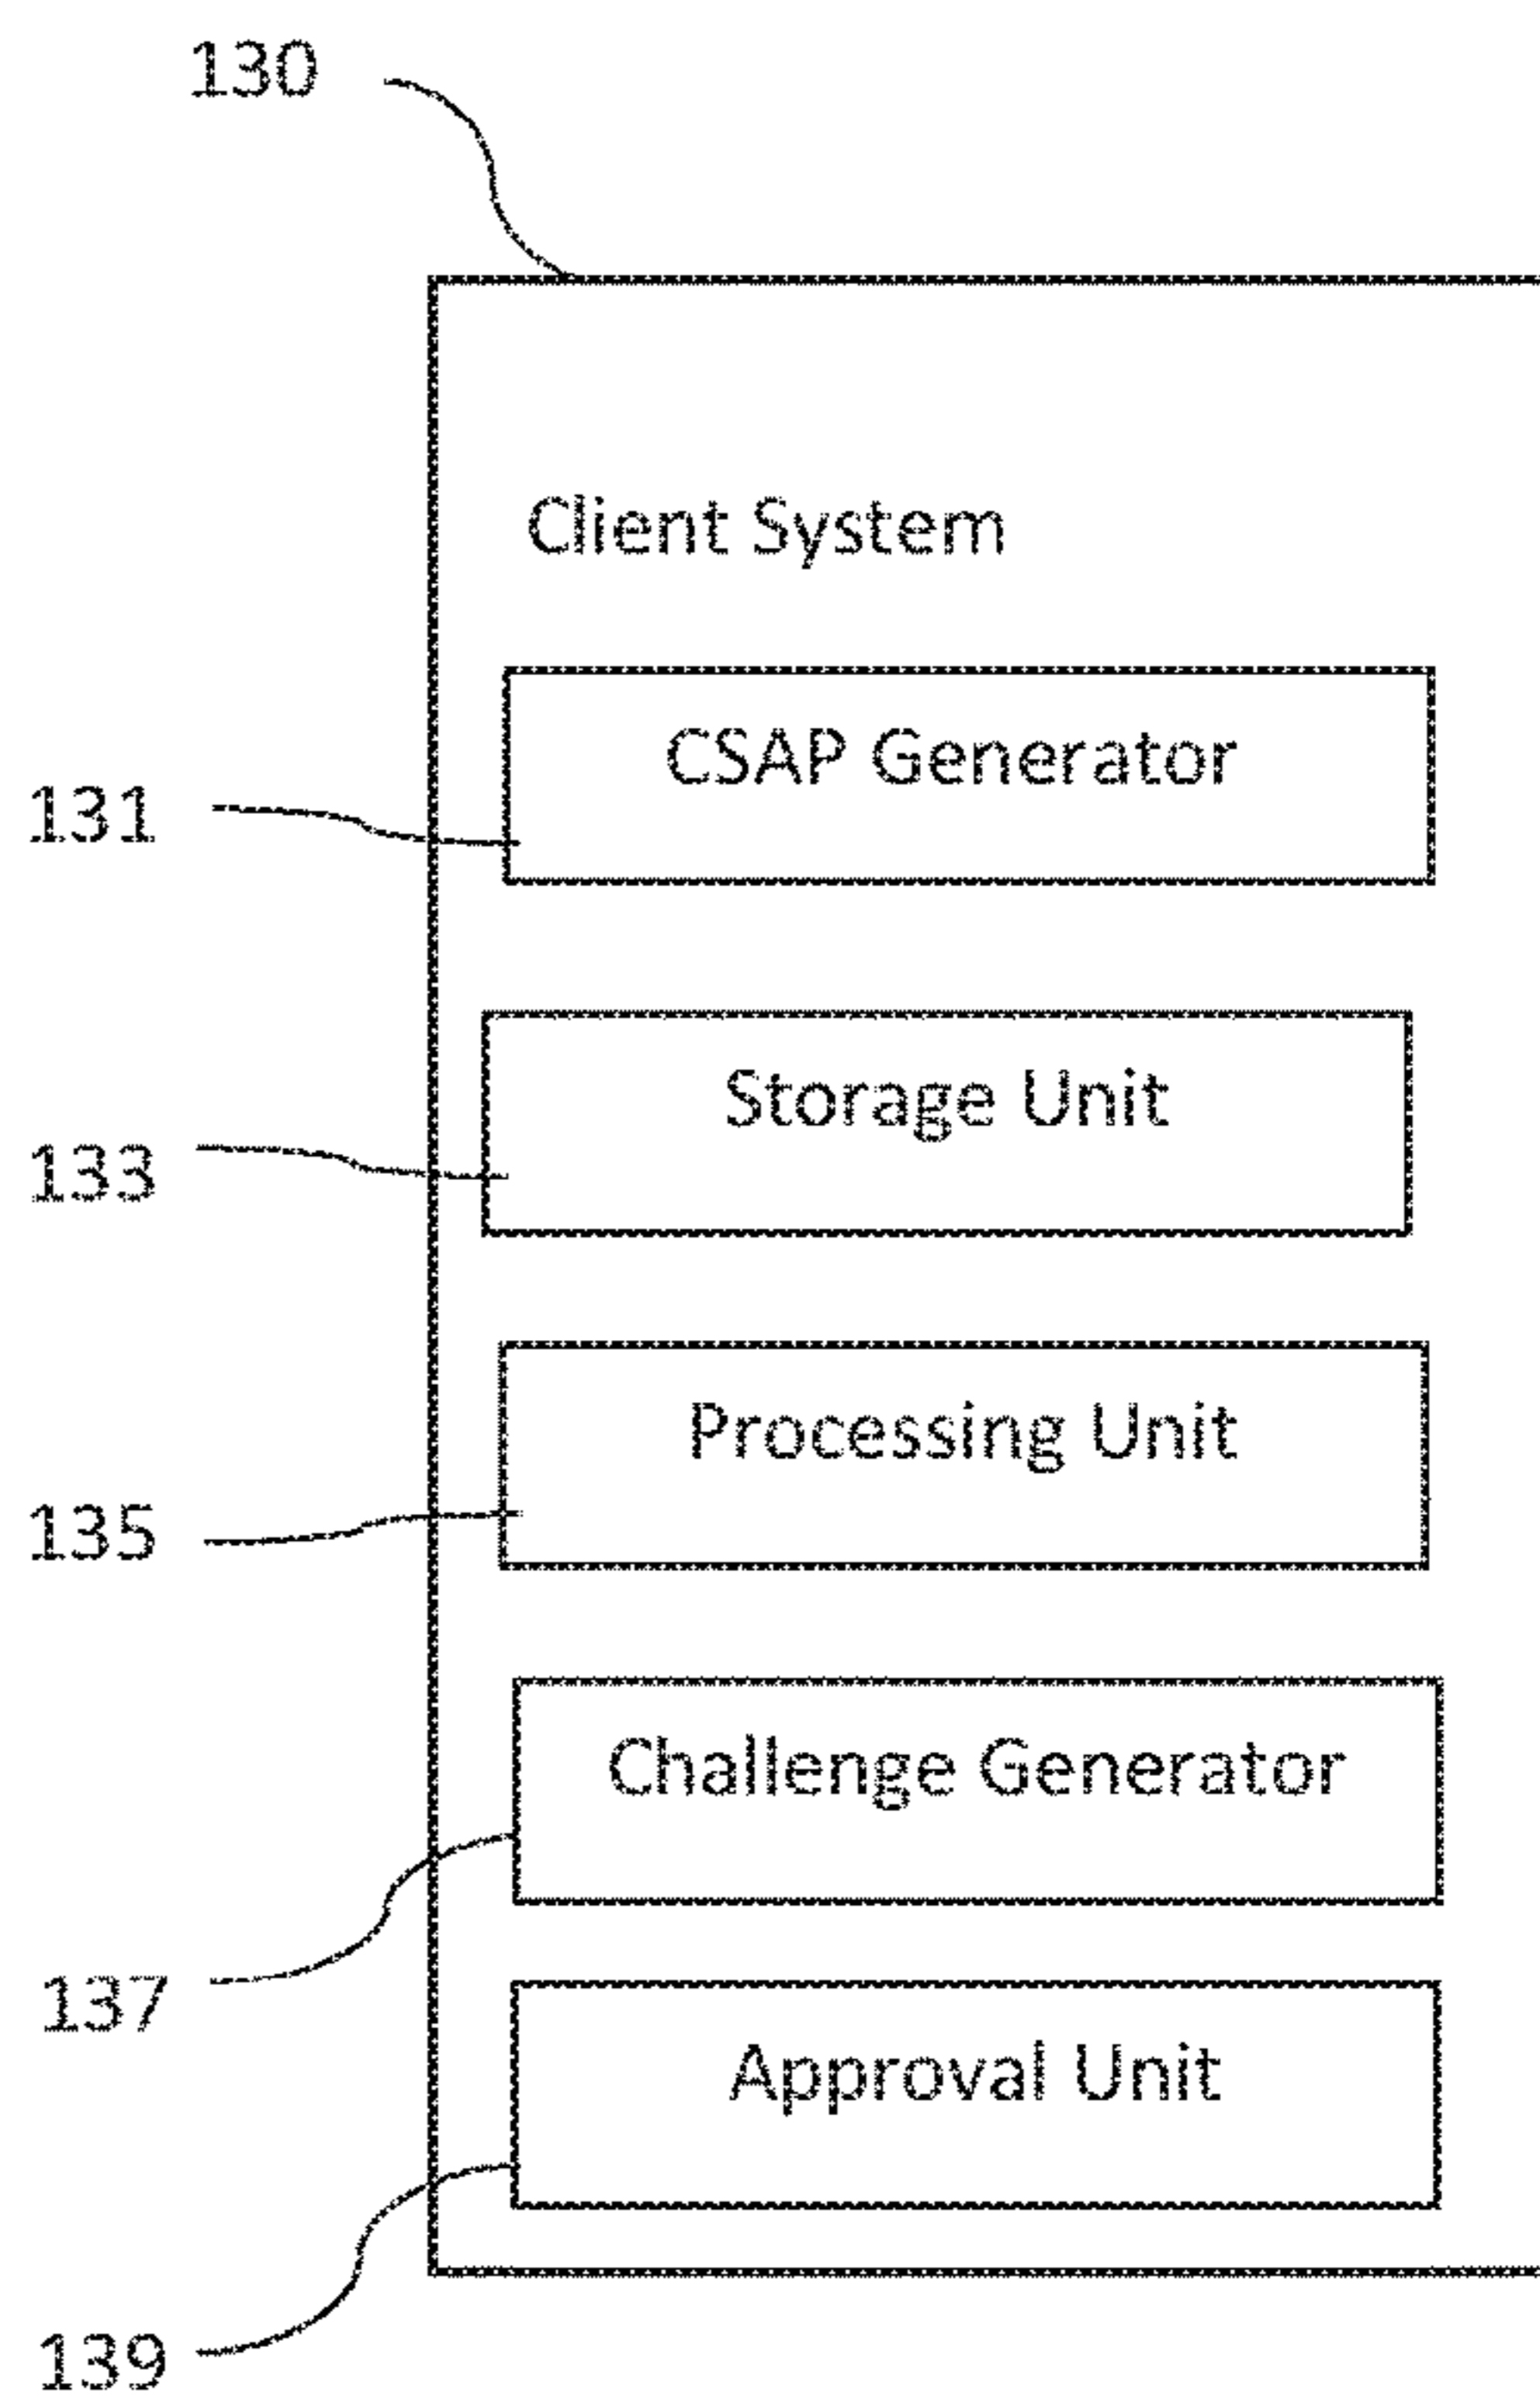 130
Client System
CSAP Generator
131
Storage Unit
133
Processing Unit
135
Challenge Generator
137
Approval Unit
139